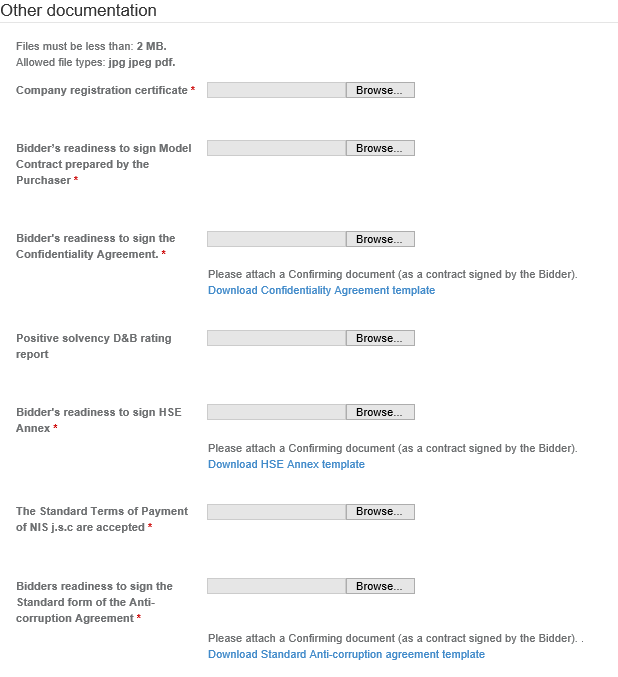 Other documentation
Files must be less than: 2 MB.
Allowed file types: jpg jpeg pdf.
Company registration certificate *
Browse...
Bidder's readiness to sign Model
Contract prepared by the
Purchaser *
Browse...
Bidder's readiness to sign the
Confidentiality Agreement. *
Browse...
Please attach a Confirming document (as a contract signed by the Bidder).
Download Confidentiality Agreement template
Positive solvency D&B rating
report
Browse...
Bidder's readiness to sign HSE
Annex *
Browse...
Please attach a Confirming document (as a contract signed by the Bidder).
Download HSE Annex template
The Standard Terms of Payment
of NIS j.s.c are accepted *
Browse...
Bidders readiness to sign the
Standard form of the Anti-
corruption Agreement *
Browse...
Please attach a Confirming document (as a contract signed by the Bidder). .
Download Standard Anti-corruption agreement template